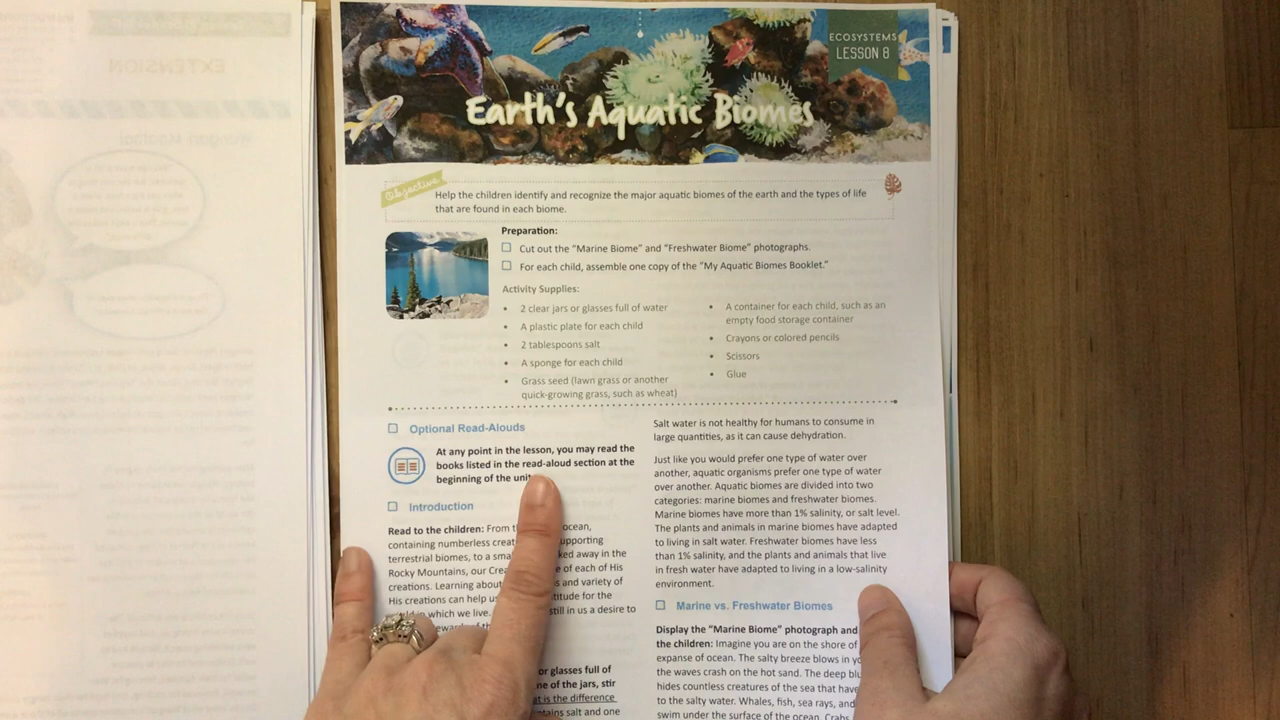 ECOSYSTEMS
LESSON 8
Earth's Aquatic Biomes
Objective
Help the children identify and recognize the major aquatic biomes of the earth and the types of life
that are found in each biome.
Preparation:
Cut out the "Marine Biome" and "Freshwater Biome" photographs.
For each child, assemble one copy of the "My Aquatic Biomes Booklet."
Activity Supplies:
• 2 clear jars or glasses full of water
• A plastic plate for each child
• 2 tablespoons salt
• A sponge for each child
• Grass seed (lawn grass or another
quick-growing grass, such as wheat)
• A container for each child, such as an
empty food storage container
• Crayons or colored pencils
• Scissors
• Glue
Optional Read-Alouds
At any point in the lesson, you may read the
books listed in the read-aloud section at the
beginning of the unit
Introduction
Read to the children: From ocean,
containing numberless
terrestrial biomes, to a ked away in the
Rocky Mountains, our e of each of His
creations. Learning about s and variety of
His creations can help us titude for the
in which we live. still in us a desire to
or glasses full of
ne of the jars, stir
at is the difference
ntains salt and one
Salt water is not healthy for humans to consume in
large quantities, as it can cause dehydration.
Just like you would prefer one type of water over
another, aquatic organisms prefer one type of water
over another. Aquatic biomes are divided into two
categories: marine biomes and freshwater biomes.
Marine biomes have more than 1% salinity, or salt level.
The plants and animals in marine biomes have adapted
to living in salt water. Freshwater biomes have less
than 1% salinity, and the plants and animals that live
in fresh water have adapted to living in a low-salinity
environment.
Marine vs. Freshwater Biomes
Display the "Marine Biome" photograph and
the children: Imagine you are on the shore of
expanse of ocean. The salty breeze blows in
the waves crash on the hot sand. The deep
hides countless creatures of the sea that have
to the salty water. Whales, fish, sea rays, and
swim under the surface of the ocean. Crabs